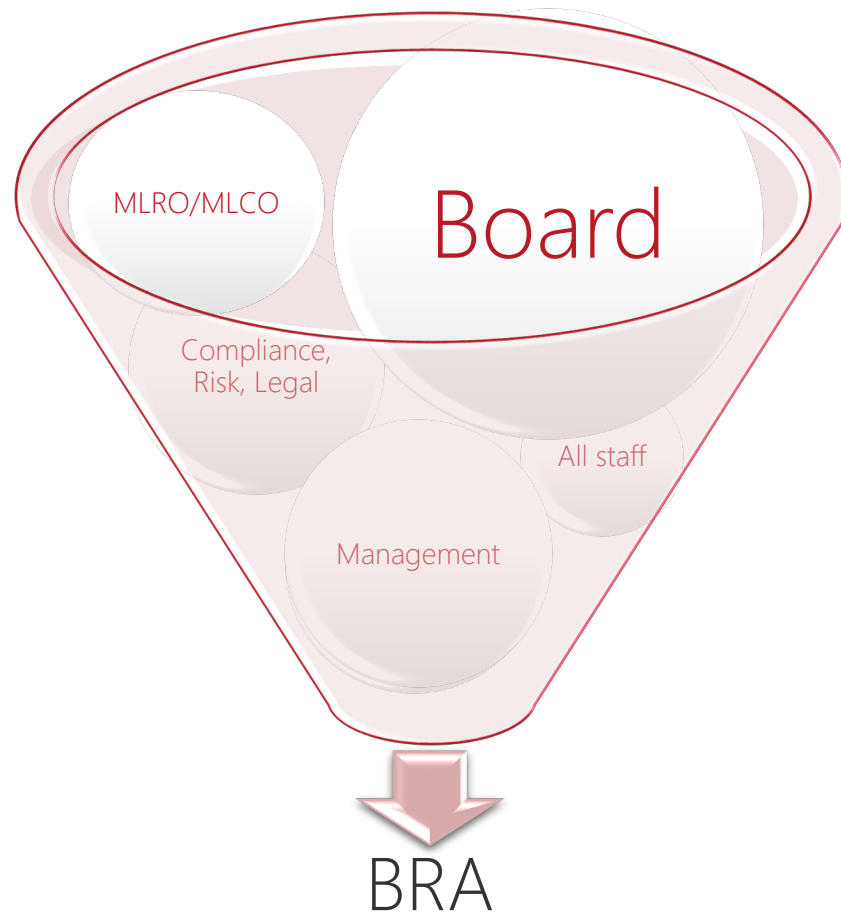 MLRO/MLCO
Board
Compliance,
Risk, Legal
All staff
Management
BRA